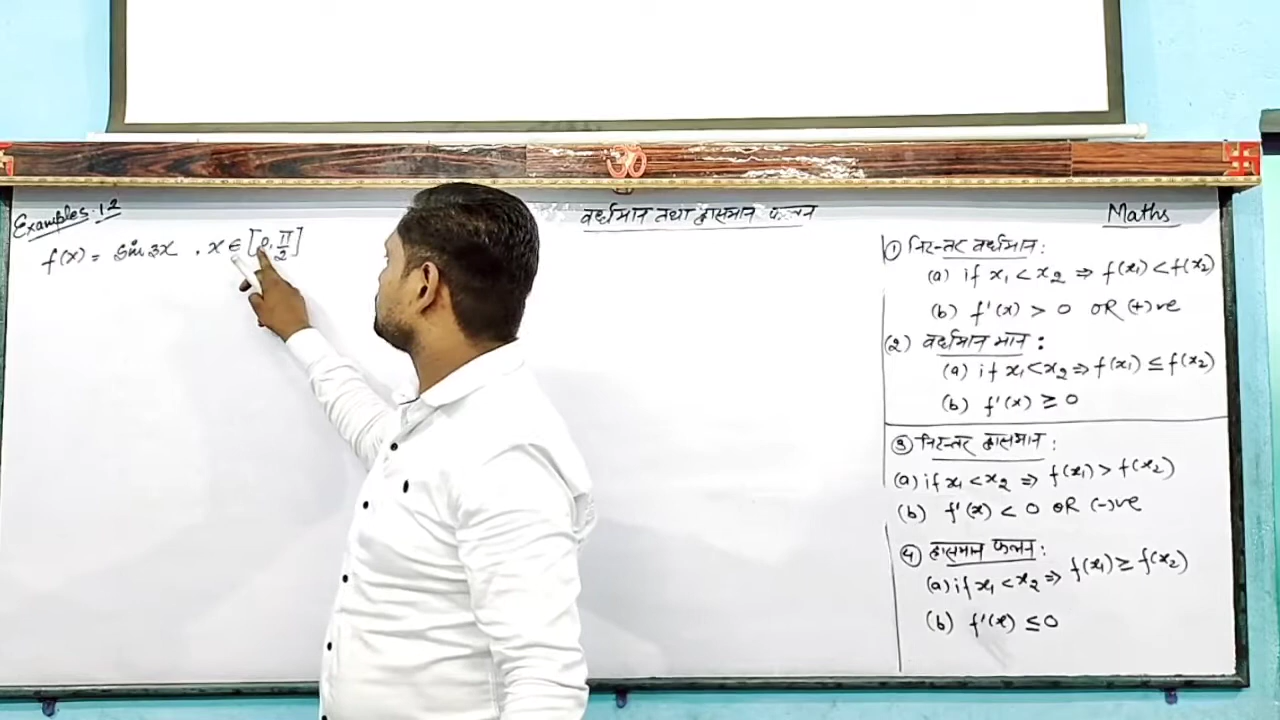 Examples.12
f(x) = sin 3x , x ∈ [0, π/2]
वर्धमान तथा ह्रासमान फलन
Maths
① निरन्तर वर्धमान :
(a) if x₁ < x₂ ⇒ f(x₁) < f(x₂)
(b) f'(x) > 0 OR (+)ve
(2) वर्धमान मान :
(a) if x₁ < x₂ ⇒ f(x₁) ≤ f(x₂)
(b) f'(x) ≥ 0
③ निरन्तर ह्रासमान :
(a) if x₁ < x₂ ⇒ f(x₁) > f(x₂)
(b) f'(x) < 0 OR (-)ve
④ ह्रासमान फलन :
(a) if x₁ < x₂ ⇒ f(x₁) ≥ f(x₂)
(b) f'(x) ≤ 0